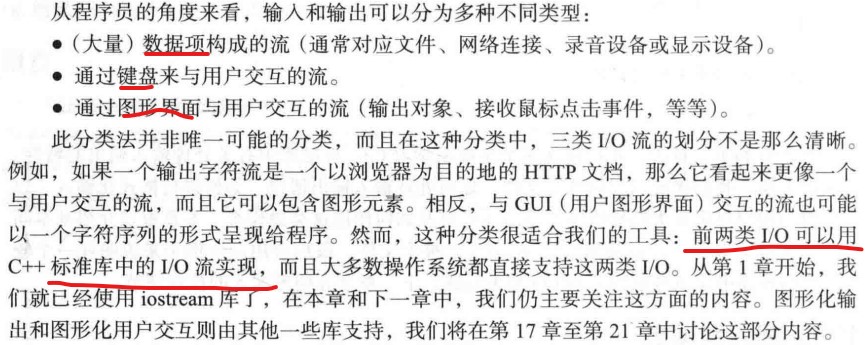 从程序员的角度来看，输入和输出可以分为多种不同类型：
●（大量）数据项构成的流（通常对应文件、网络连接、录音设备或显示设备）。
● 通过键盘来与用户交互的流。
● 通过图形界面与用户交互的流（输出对象、接收鼠标点击事件，等等）。
此分类法并非唯一可能的分类，而且在这种分类中，三类 I/O 流的划分不是那么清晰。
例如，如果一个输出字符流是一个以浏览器为目的地的 HTTP 文档，那么它看起来更像一个
与用户交互的流，而且它可以包含图形元素。相反，与 GUI（用户图形界面）交互的流也可能
以一个字符序列的形式呈现给程序。然而，这种分类很适合我们的工具：前两类 I/O 可以用
C++ 标准库中的 I/O 流实现，而且大多数操作系统都直接支持这两类 I/O。从第 1 章开始，我
们就已经使用 iostream 库了，在本章和下一章中，我们仍主要关注这方面的内容。图形化输
出和图形化用户交互则由其他一些库支持，我们将在第 17 章至第 21 章中讨论这部分内容。